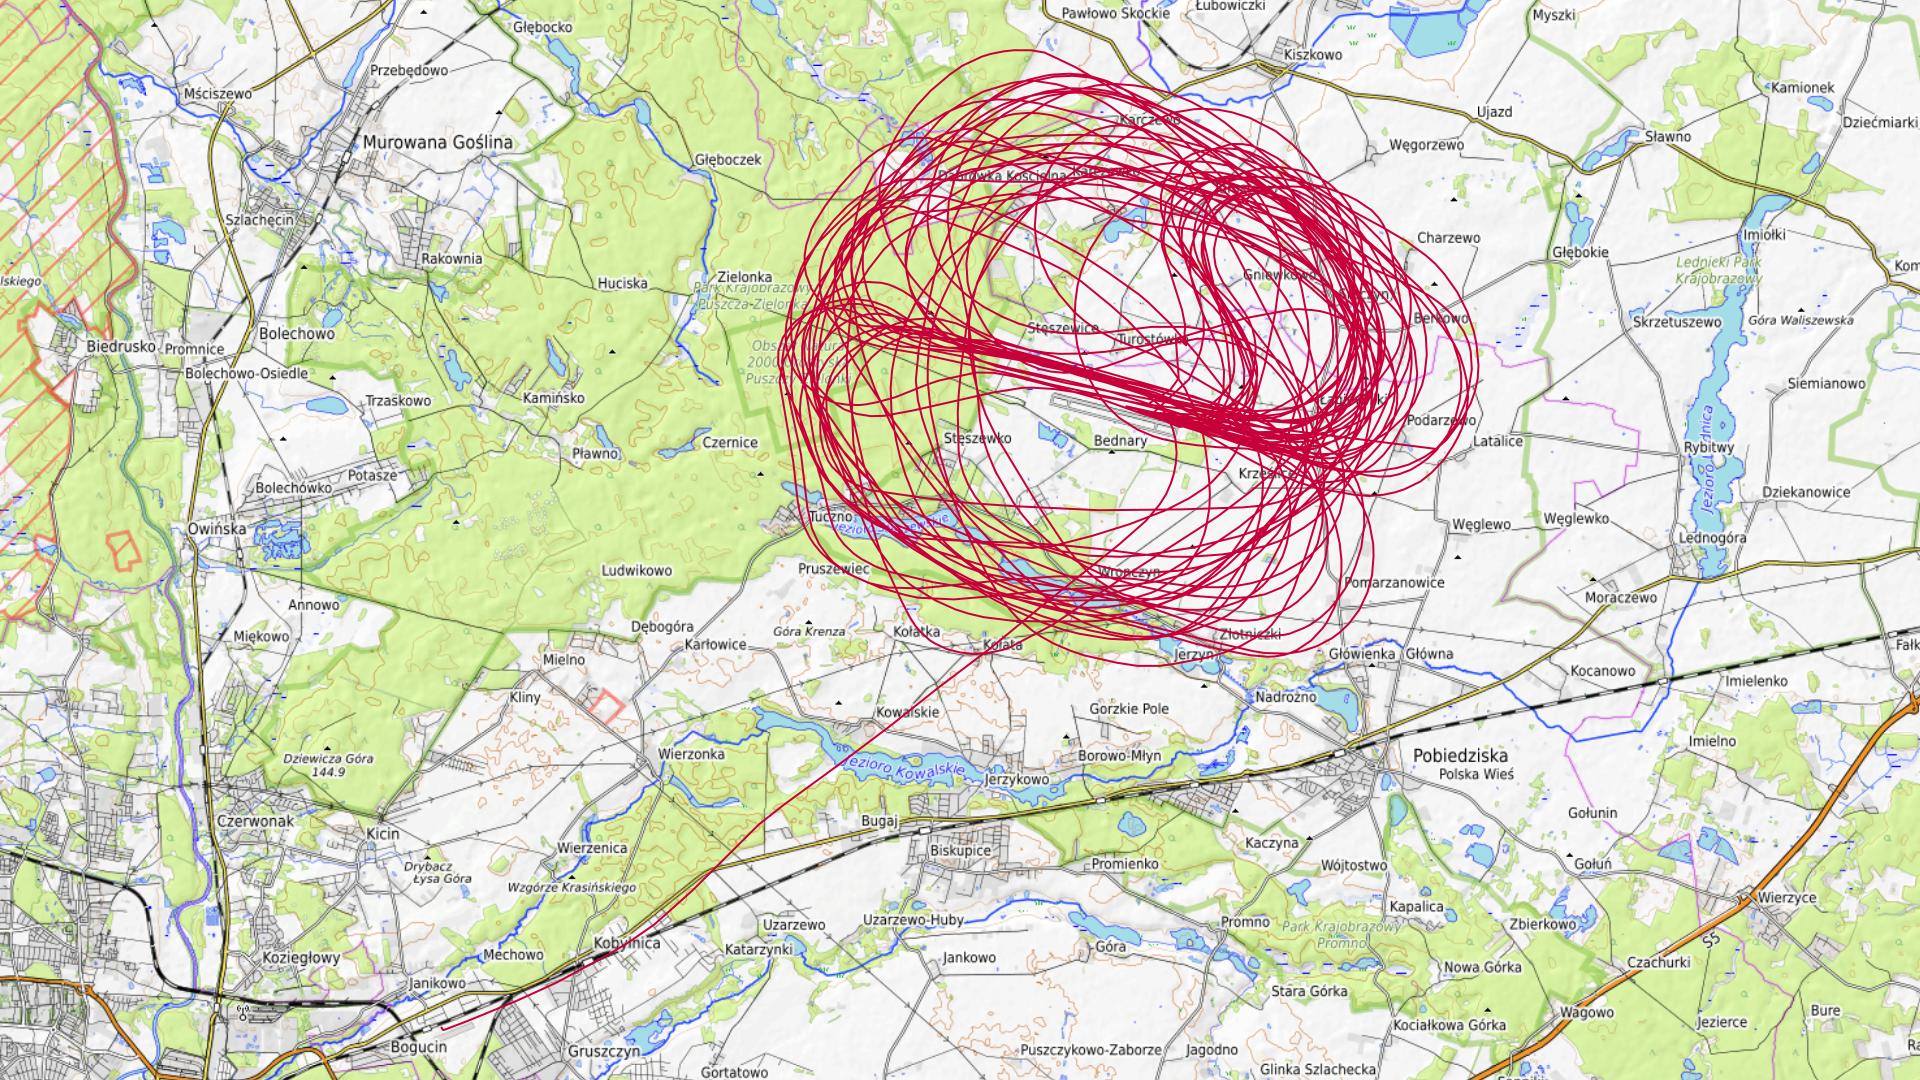 Pawłowo Skockie
Łubowiczki
Myszki
Głębocko
Kiszkowo
Przebędowo
Mściszewo
Kamionek
Ujazd
Karczewo
Dziećmiarki
Sławno
Murowana Goślina
Węgorzewo
Głęboczek
Dąbrówka Kościelna
Szlachęcin
Charzewo
Imiołki
Głębokie
Rakownia
Lednicki Park
Krajobrazowy
Zielonka
Gniewkowo
Huciska
lskiego
Park Krajobrazowy
Puszcza Zielonka
Berkowo
Skrzetuszewo
Góra Waliszewska
Stęszewice
Turostówko
Bolechowo
Biedrusko
Promnice
Bolechowo-Osiedle
Siemianowo
Trzaskowo
Kamińsko
Podarzewo
Latalice
Stęszewko
Bednary
Czernice
Pławno
Rybitwy
Jezioro Lednica
Potasze
Bolechówko
Dziekanowice
Tuczno
Węglewo
Węglewko
Owińska
Lednogóra
Ludwikowo
Pruszewiec
Wronczyn
Pomarzanowice
Moraczewo
Annowo
Dębogóra
Góra Krenza
Kołatka
Złotniczki
Miękowo
Karłowice
Kołata
Jerzyn
Główienka
Główna
Mielno
Kocanowo
Imielenko
Kliny
Nadrożno
Kowalskie
Gorzkie Pole
Imielno
Dziewicza Góra
144.9
Wierzonka
Borowo-Młyn
Pobiedziska
Polska Wieś
Jezioro Kowalskie
Jerzykowo
Gołunin
Czerwonak
Bugaj
Kicin
Kaczyna
Wierzenica
Biskupice
Promienko
Wójtostwo
Gołuń
Drybacz
Łysa Góra
Wzgórze Krasińskiego
Wierzyce
Kapalica
Uzarzewo
Uzarzewo-Huby
Promno
Zbierkowo
Park Krajobrazowy
Promno
S5
Kobylnica
Katarzynki
Góra
Koziegłowy
Mechowo
Jankowo
Czachurki
Nowa Górka
Janikowo
Stara Górka
Wagowo
Bure
Kociałkowa Górka
Jezierce
Bogucin
Gruszczyn
Puszczykowo-Zaborze
Jagodno
Gortatowo
Glinka Szlachecka